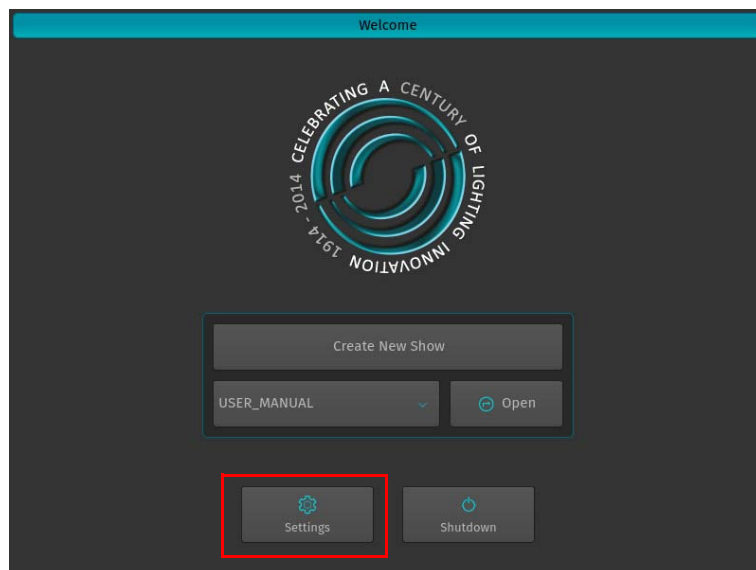 Welcome
1914 - 2014 CELEBRATING A CENTURY OF LIGHTING INNOVATION
Create New Show
USER_MANUAL
Open
Settings
Shutdown